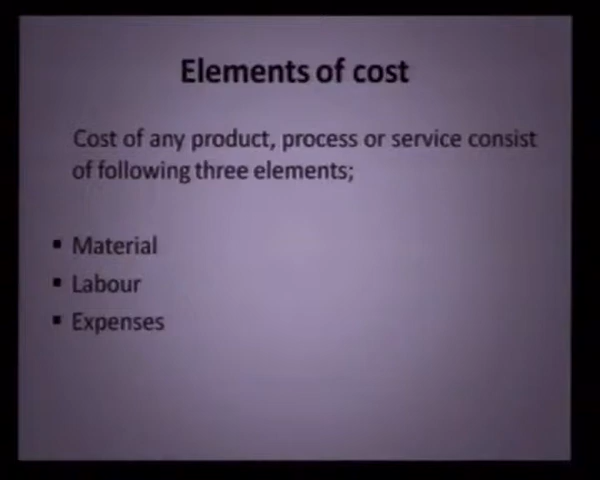 Elements of cost
Cost of any product, process or service consist
of following three elements;
▪ Material
▪ Labour
▪ Expenses